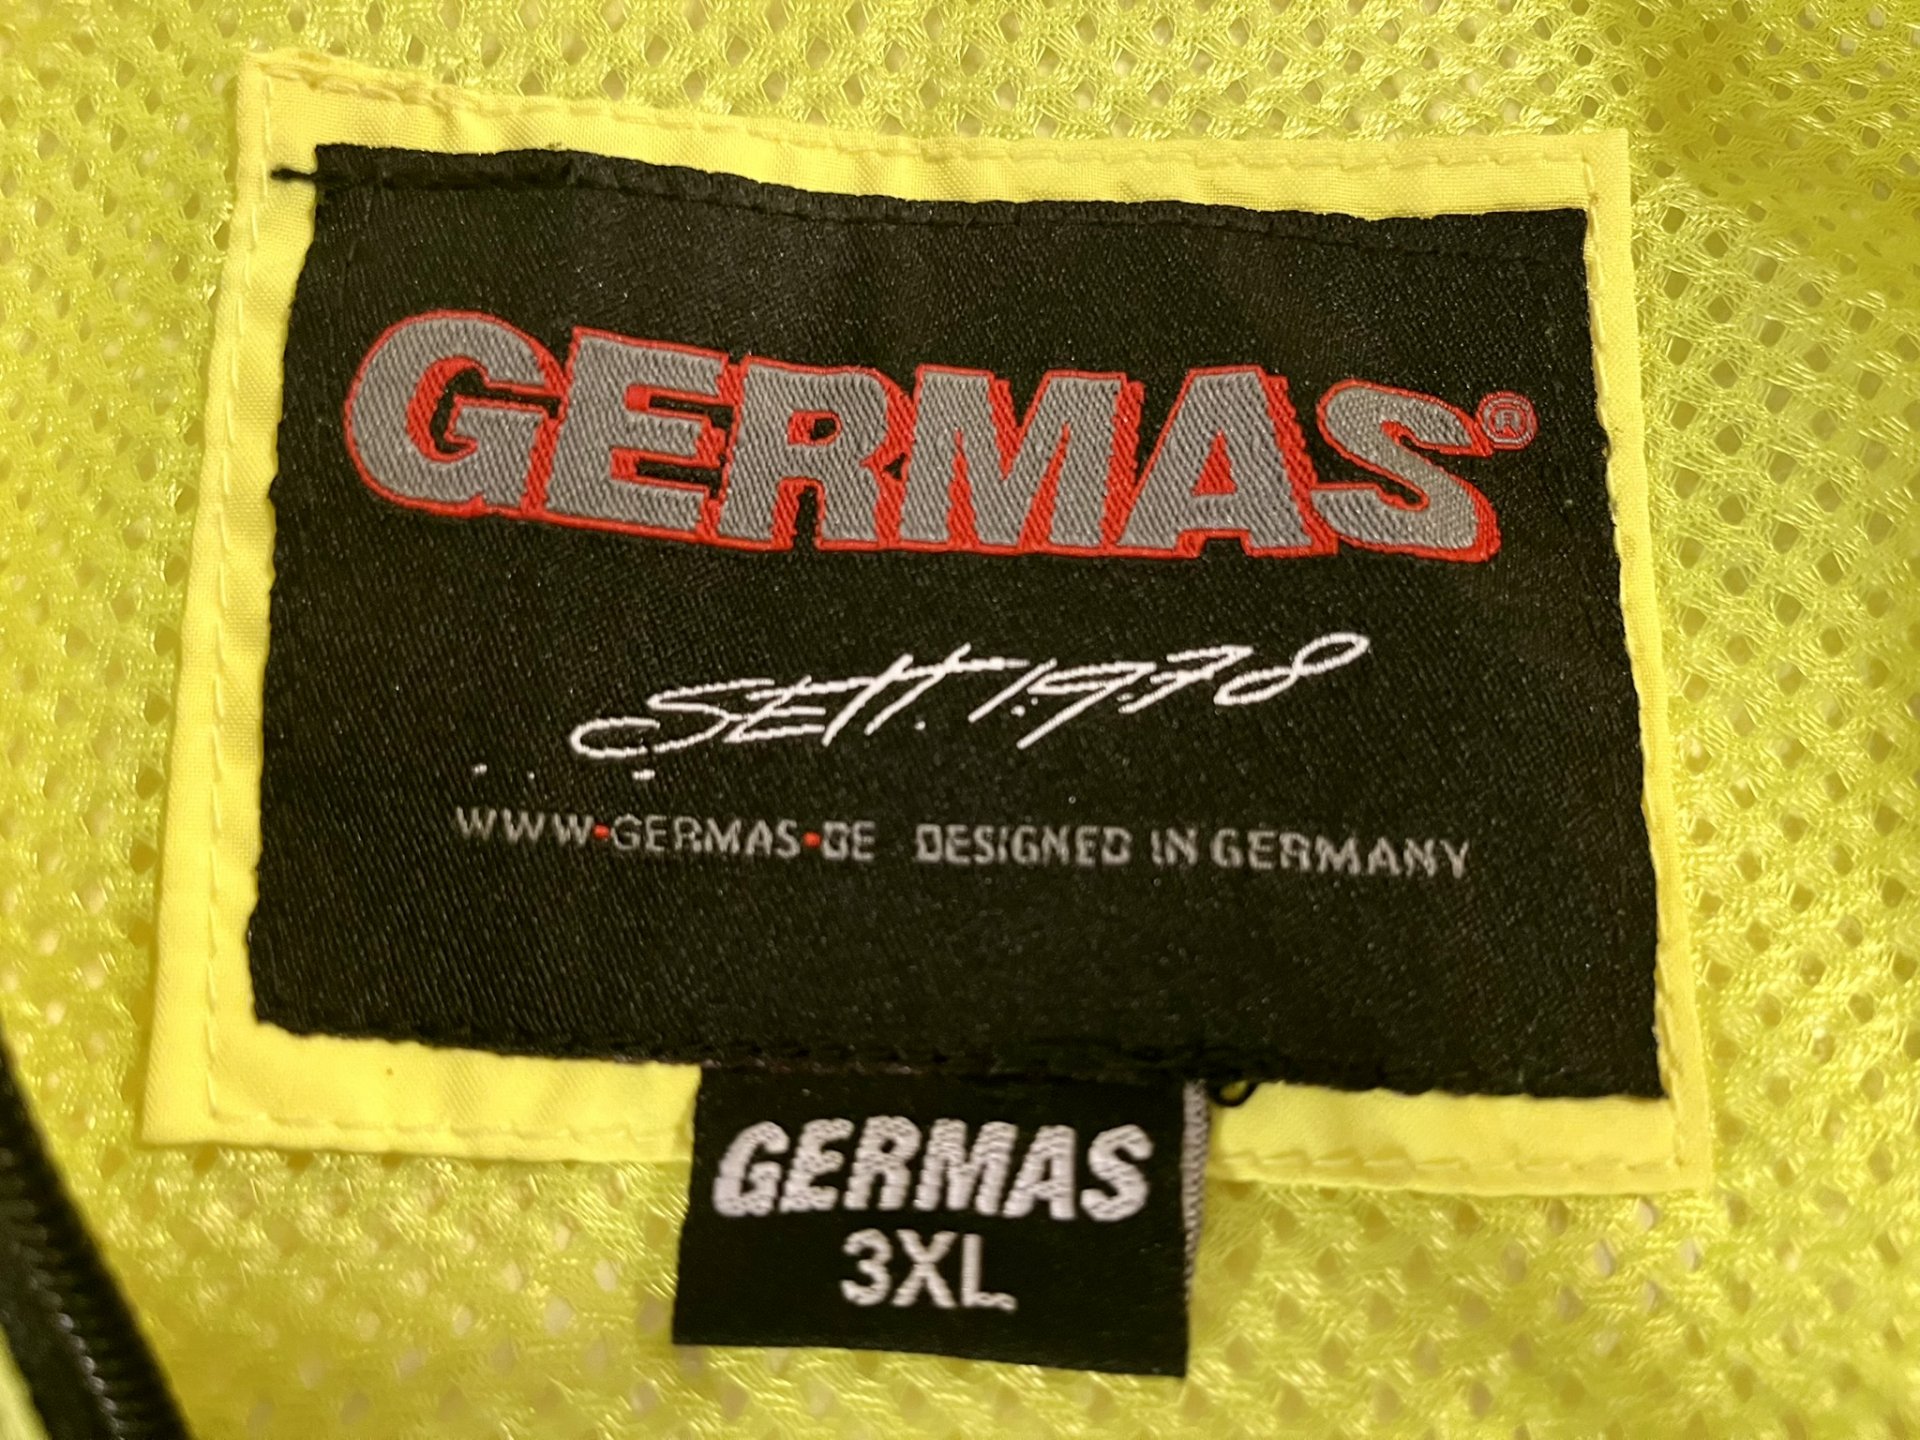 GERMAS®
SEIT 1978
WWW.GERMAS.DE DESIGNED IN GERMANY
GERMAS
3XL